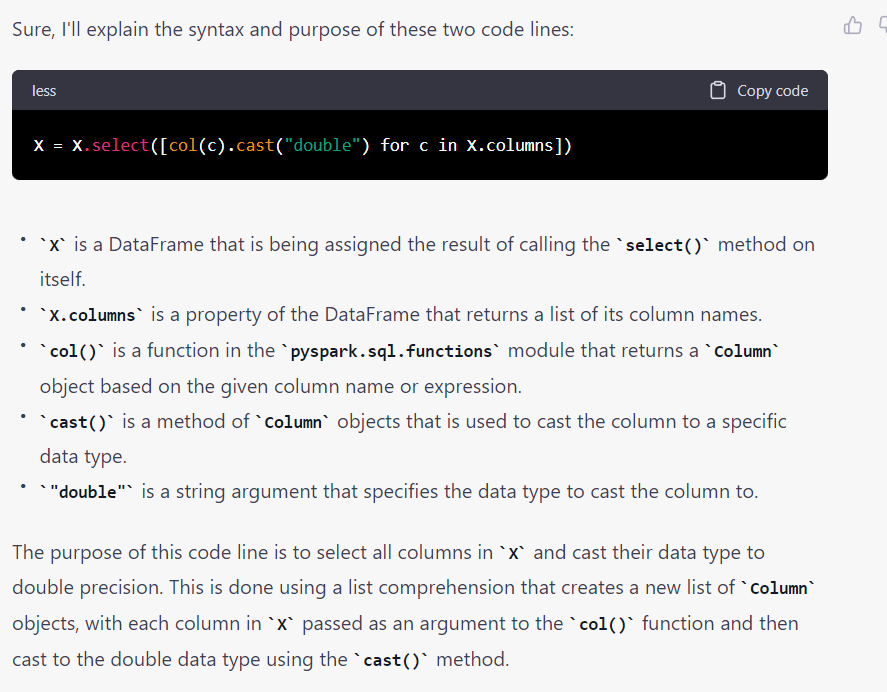 Sure, I'll explain the syntax and purpose of these two code lines:
less
Copy code
X = X.select([col(c).cast("double") for c in X.columns])
• `X` is a DataFrame that is being assigned the result of calling the `select()` method on
itself.
• `X.columns` is a property of the DataFrame that returns a list of its column names.
• `col()` is a function in the `pyspark.sql.functions` module that returns a `Column`
object based on the given column name or expression.
• `cast()` is a method of `Column` objects that is used to cast the column to a specific
data type.
• `"double"` is a string argument that specifies the data type to cast the column to.
The purpose of this code line is to select all columns in `X` and cast their data type to
double precision. This is done using a list comprehension that creates a new list of `Column`
objects, with each column in `X` passed as an argument to the `col()` function and then
cast to the double data type using the `cast()` method.